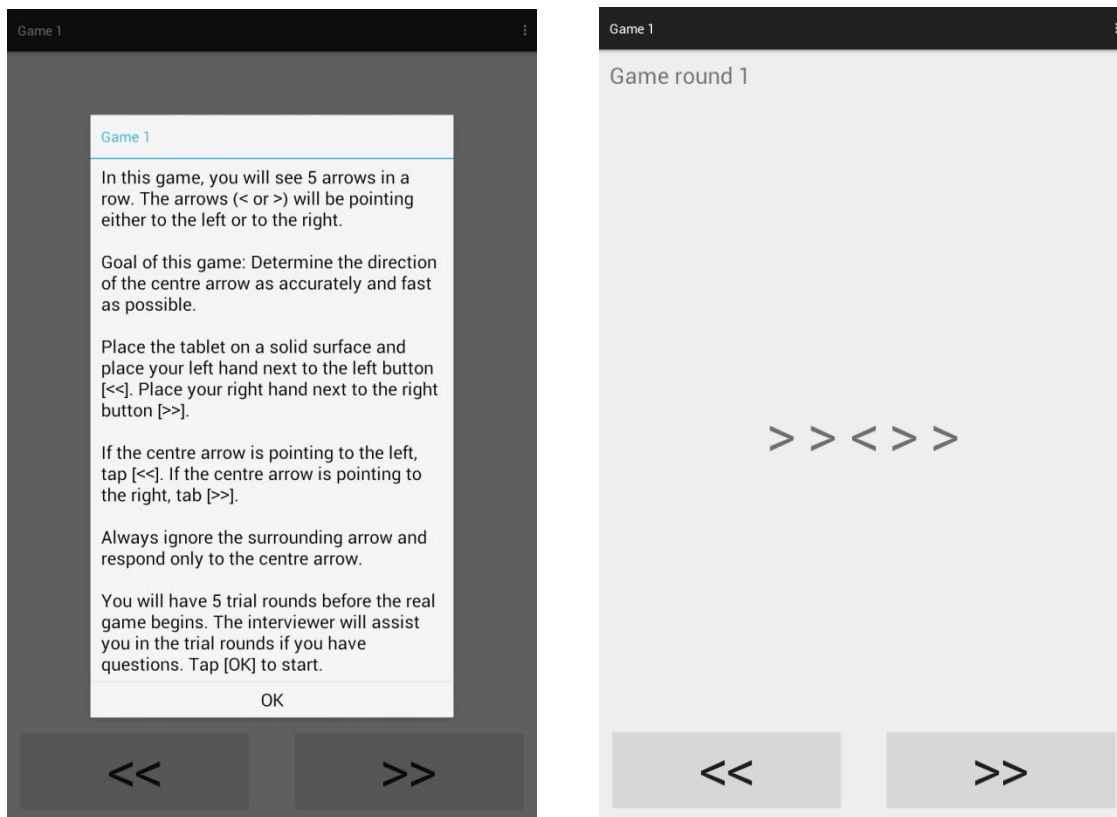 Game 1
Game 1
In this game, you will see 5 arrows in a
row. The arrows (< or >) will be pointing
either to the left or to the right.
Goal of this game: Determine the direction
of the centre arrow as accurately and fast
as possible.
Place the tablet on a solid surface and
place your left hand next to the left button
[<<]. Place your right hand next to the right
button [>>].
If the centre arrow is pointing to the left,
tap [<<]. If the centre arrow is pointing to
the right, tab [>>].
Always ignore the surrounding arrow and
respond only to the centre arrow.
You will have 5 trial rounds before the real
game begins. The interviewer will assist
you in the trial rounds if you have
questions. Tap [OK] to start.
OK
<< >>
Game 1
Game round 1
> > < > >
<< >>